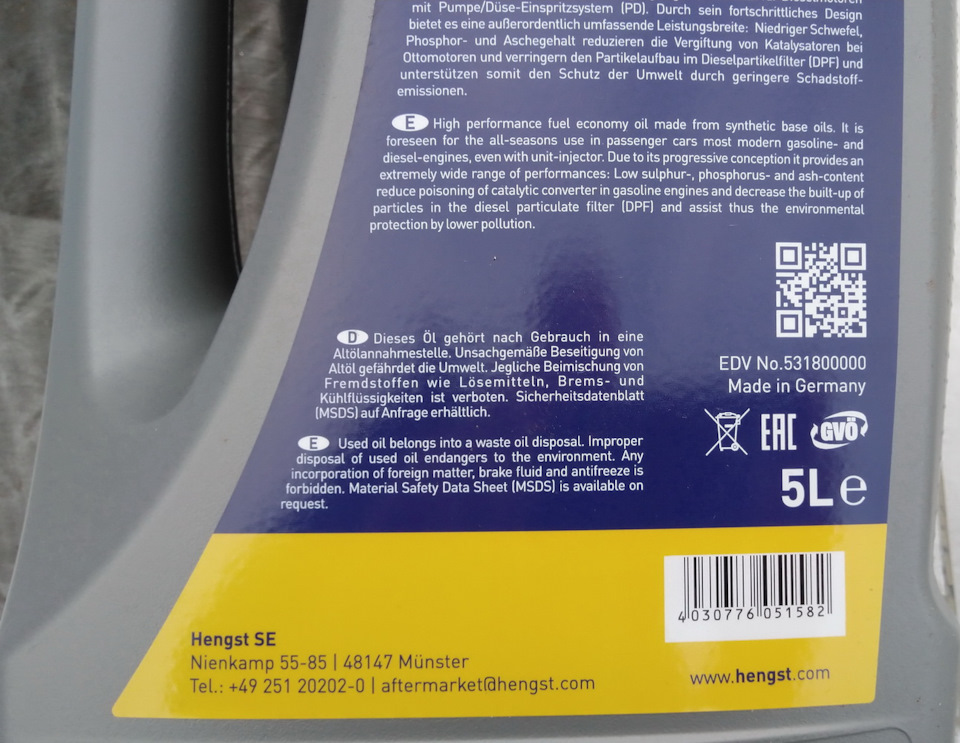 mit Pumpe/Düse-Einspritzsystem (PD). Durch sein fortschrittliches Design
bietet es eine außerordentlich umfassende Leistungsbreite: Niedriger Schwefel,
Phosphor- und Aschegehalt reduzieren die Vergiftung von Katalysatoren bei
Ottomotoren und verringern den Partikelaufbau im Dieselpartikelfilter (DPF) und
unterstützen somit den Schutz der Umwelt durch geringere Schadstoff-
emissionen.
E High performance fuel economy oil made from synthetic base oils. It is
foreseen for the all-seasons use in passenger cars most modern gasoline- and
diesel-engines, even with unit-injector. Due to its progressive conception it provides an
extremely wide range of performances: Low sulphur-, phosphorus- and ash-content
reduce poisoning of catalytic converter in gasoline engines and decrease the built-up of
particles in the diesel particulate filter (DPF) and assist thus the environmental
protection by lower pollution.
D Dieses Öl gehört nach Gebrauch in eine
Altölannahmestelle. Unsachgemäße Beseitigung von
Altöl gefährdet die Umwelt. Jegliche Beimischung von
Fremdstoffen wie Lösemitteln, Brems- und
Kühlflüssigkeiten ist verboten. Sicherheitsdatenblatt
(MSDS) auf Anfrage erhältlich.
E Used oil belongs into a waste oil disposal. Improper
disposal of used oil endangers to the environment. Any
incorporation of foreign matter, brake fluid and antifreeze is
forbidden. Material Safety Data Sheet (MSDS) is available on
request.
EDV No.531800000
Made in Germany
EAC GVÖ
5L e
4 030776 051582
Hengst SE
Nienkamp 55-85 | 48147 Münster
Tel.: +49 251 20202-0 | aftermarket@hengst.com
www.hengst.com